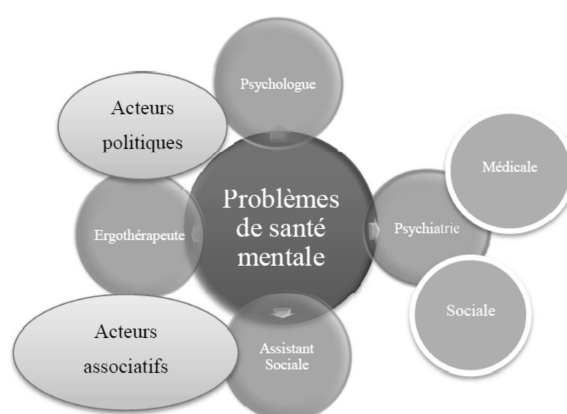 Psychologue
Acteurs
politiques
Médicale
Problèmes
de santé
mentale
Ergothérapeute
Psychiatrie
Sociale
Acteurs
associatifs
Assistant
Sociale